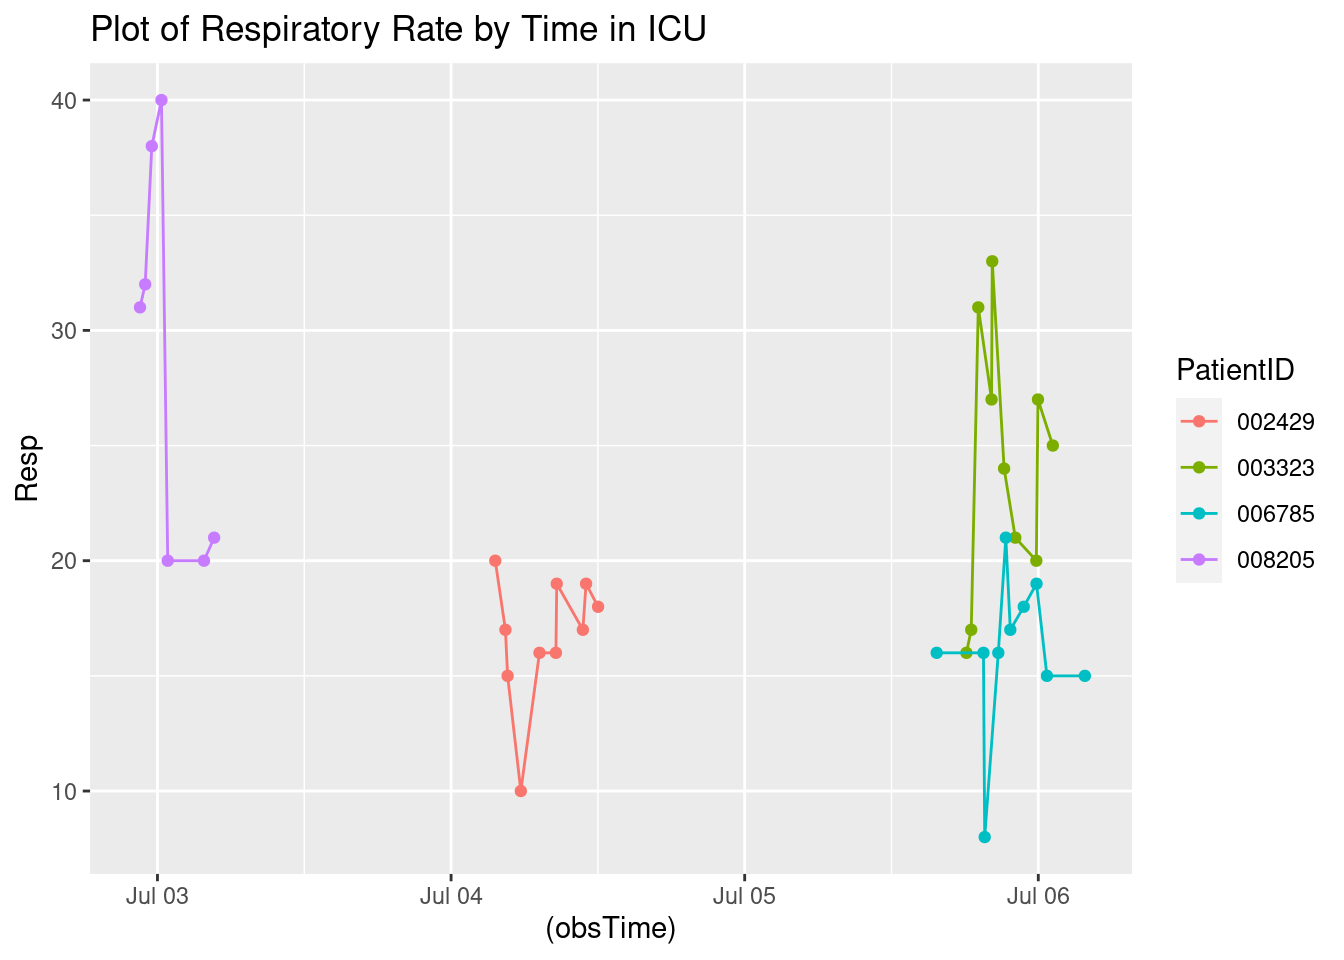 Plot of Respiratory Rate by Time in ICU
40
30
20
10
Resp
Jul 03
Jul 04
Jul 05
Jul 06
(obsTime)
PatientID
002429
003323
006785
008205